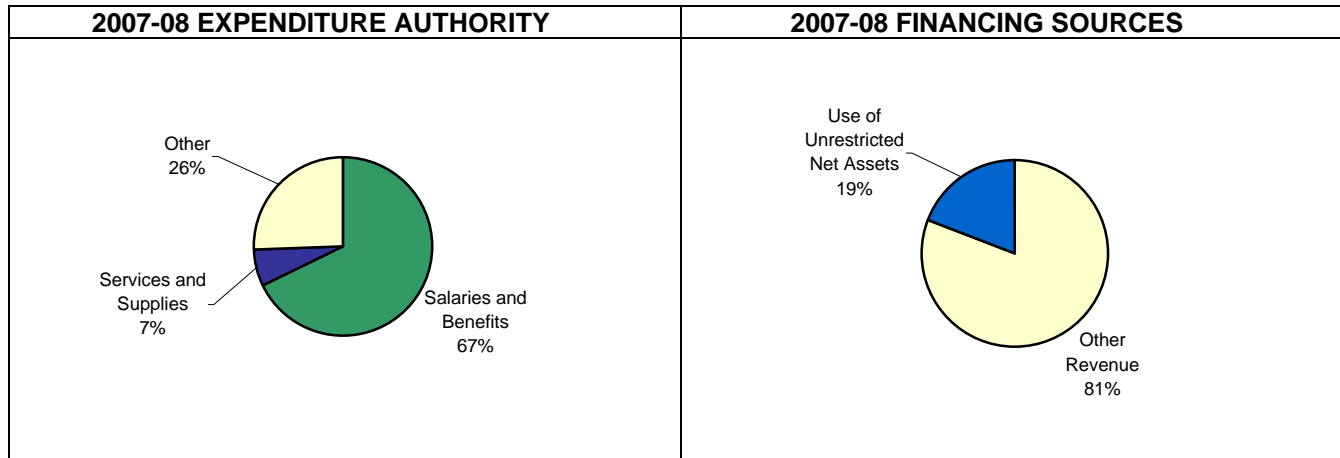 2007-08 EXPENDITURE AUTHORITY
Other
26%
Services and
Supplies
7%
Salaries and
Benefits
67%
2007-08 FINANCING SOURCES
Use of
Unrestricted
Net Assets
19%
Other
Revenue
81%